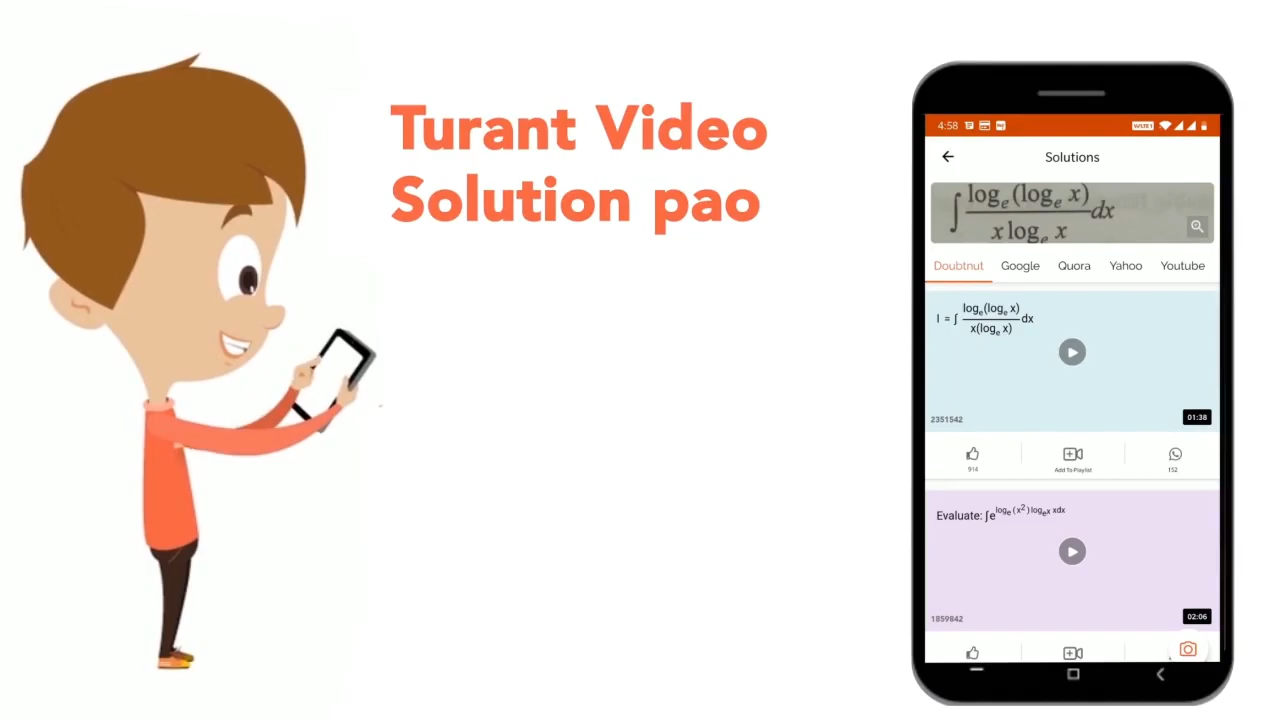 Turant Video
Solution pao
4:58
Solutions
∫ logₑ(logₑ x) / x logₑ x dx
Doubtnut Google Quora Yahoo Youtube
I = ∫ logₑ(logₑ x) / x(logₑ x) dx
2351542 01:38
914 Add To Playlist 152
Evaluate: ∫e^logₑ(x²)logₑx xdx
1859842 02:06